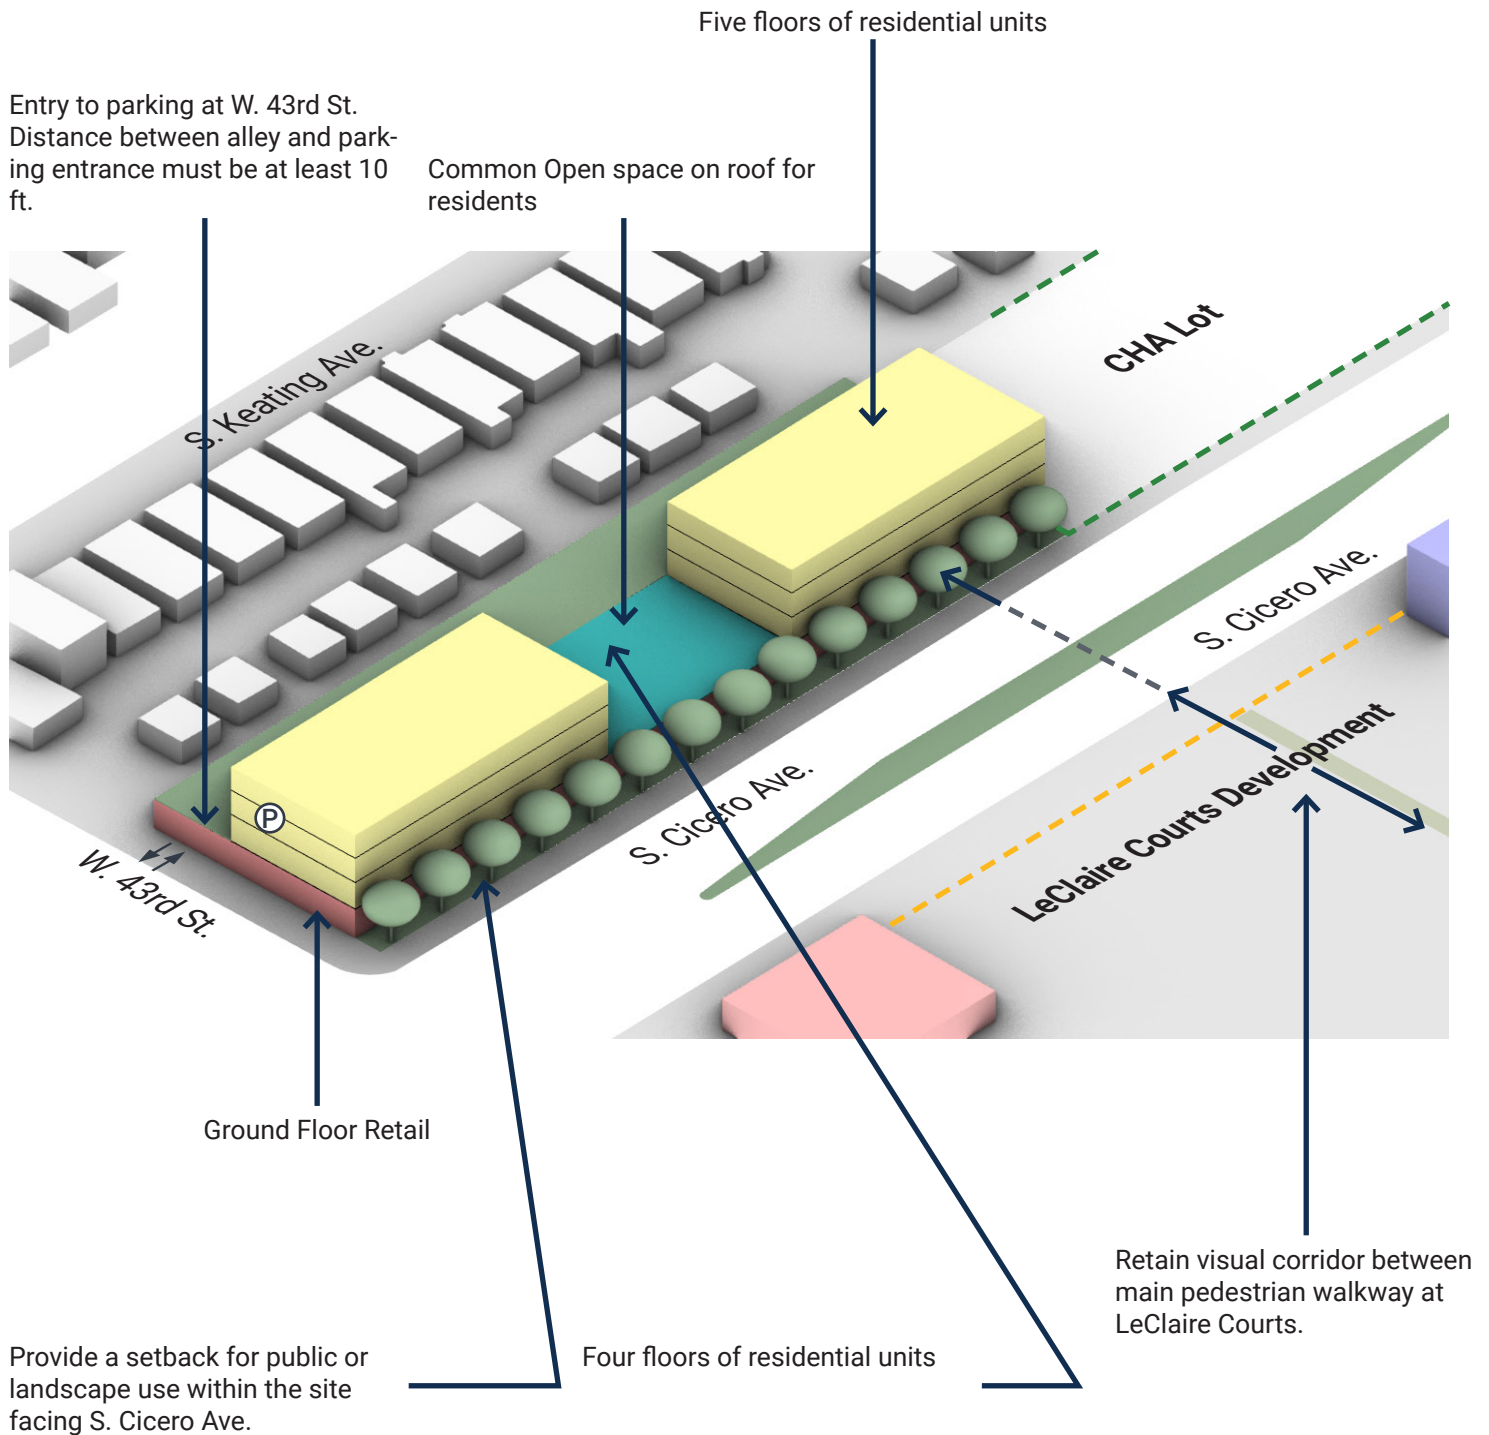 Five floors of residential units
Entry to parking at W. 43rd St.
Distance between alley and park-
ing entrance must be at least 10
ft.
Common Open space on roof for
residents
CHA Lot
S. Keating Ave.
S. Cicero Ave.
LeClaire Courts Development
S. Cicero Ave.
P
W. 43rd St.
Ground Floor Retail
Retain visual corridor between
main pedestrian walkway at
LeClaire Courts.
Provide a setback for public or
landscape use within the site
facing S. Cicero Ave.
Four floors of residential units